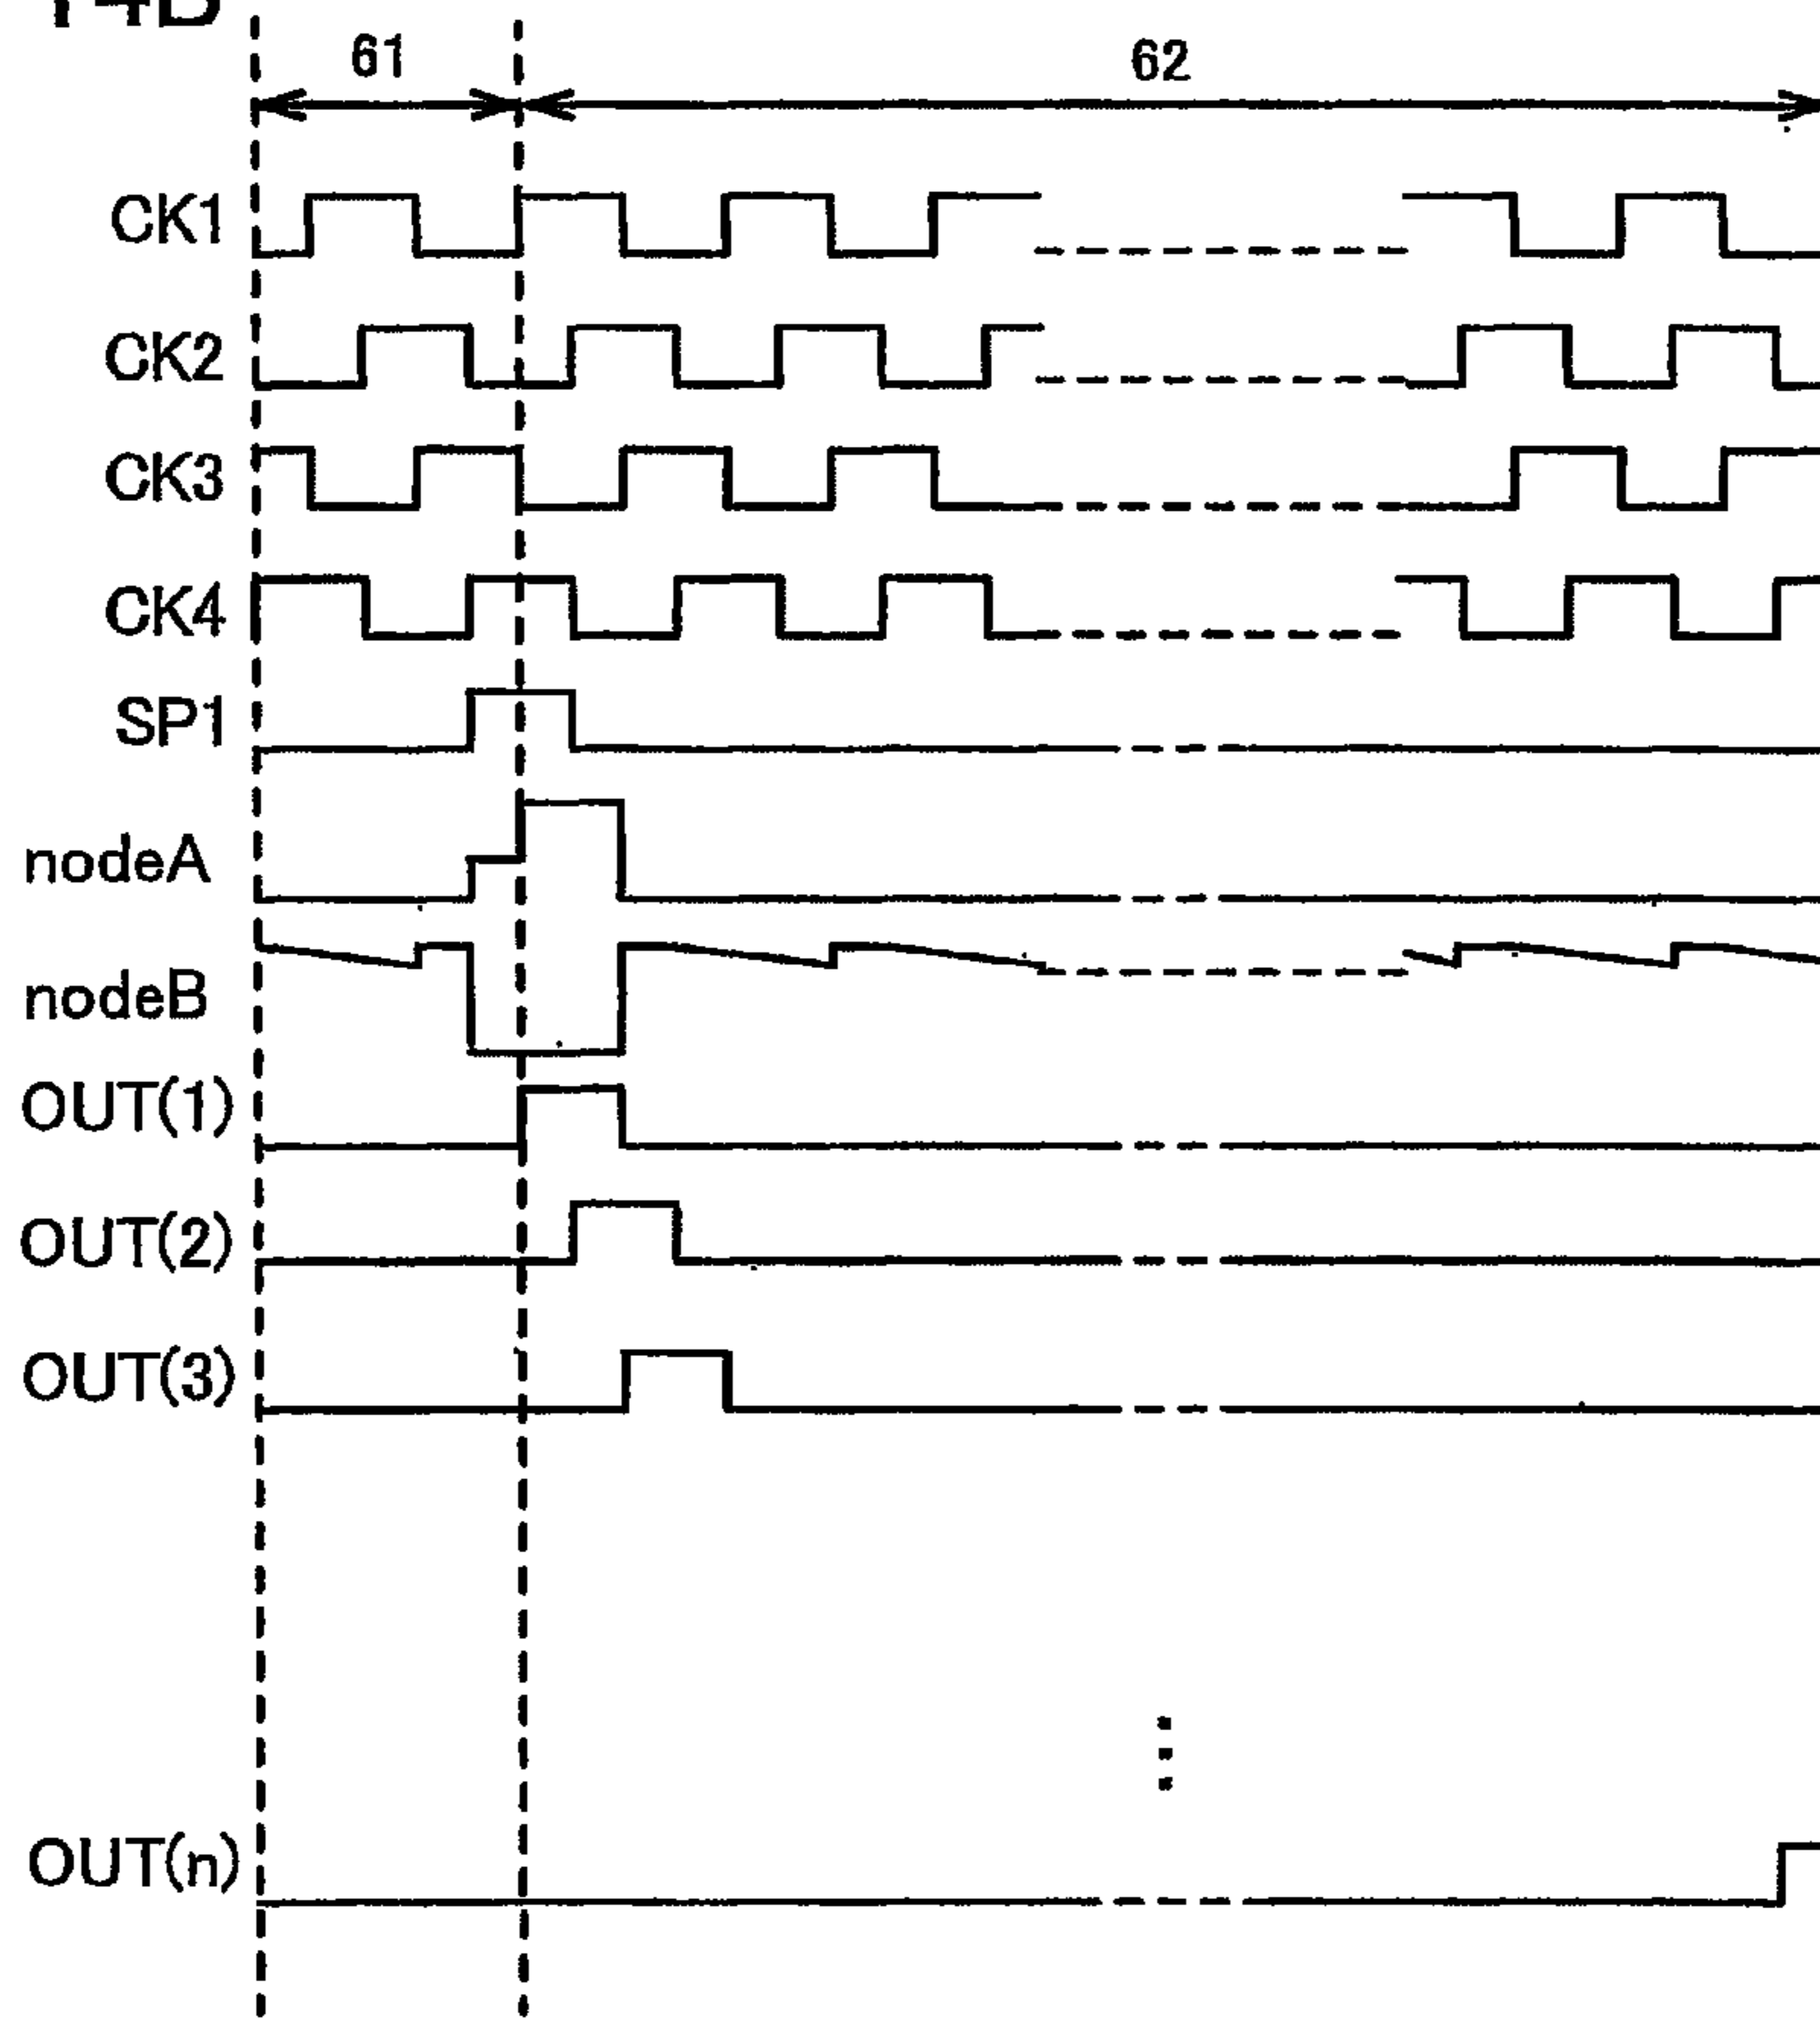 61
62
CK1
CK2
CK3
CK4
SP1
nodeA
nodeB
OUT(1)
OUT(2)
OUT(3)
OUT(n)